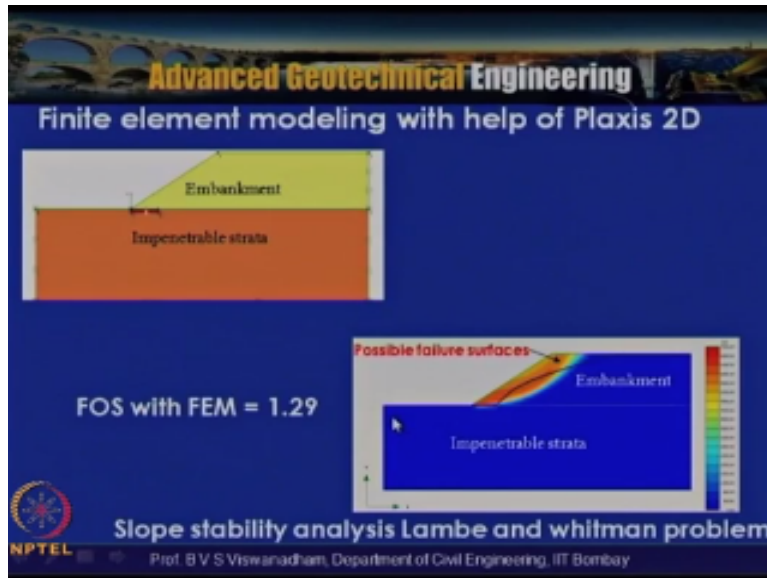 Advanced Geotechnical Engineering
Finite element modeling with help of Plaxis 2D
Embankment
Impenetrable strata
Possible failure surfaces
Embankment
FOS with FEM = 1.29
Impenetrable strata
Slope stability analysis Lambe and whitman problem
NPTEL
Prof. B V S Viswanadham, Department of Civil Engineering, IIT Bombay